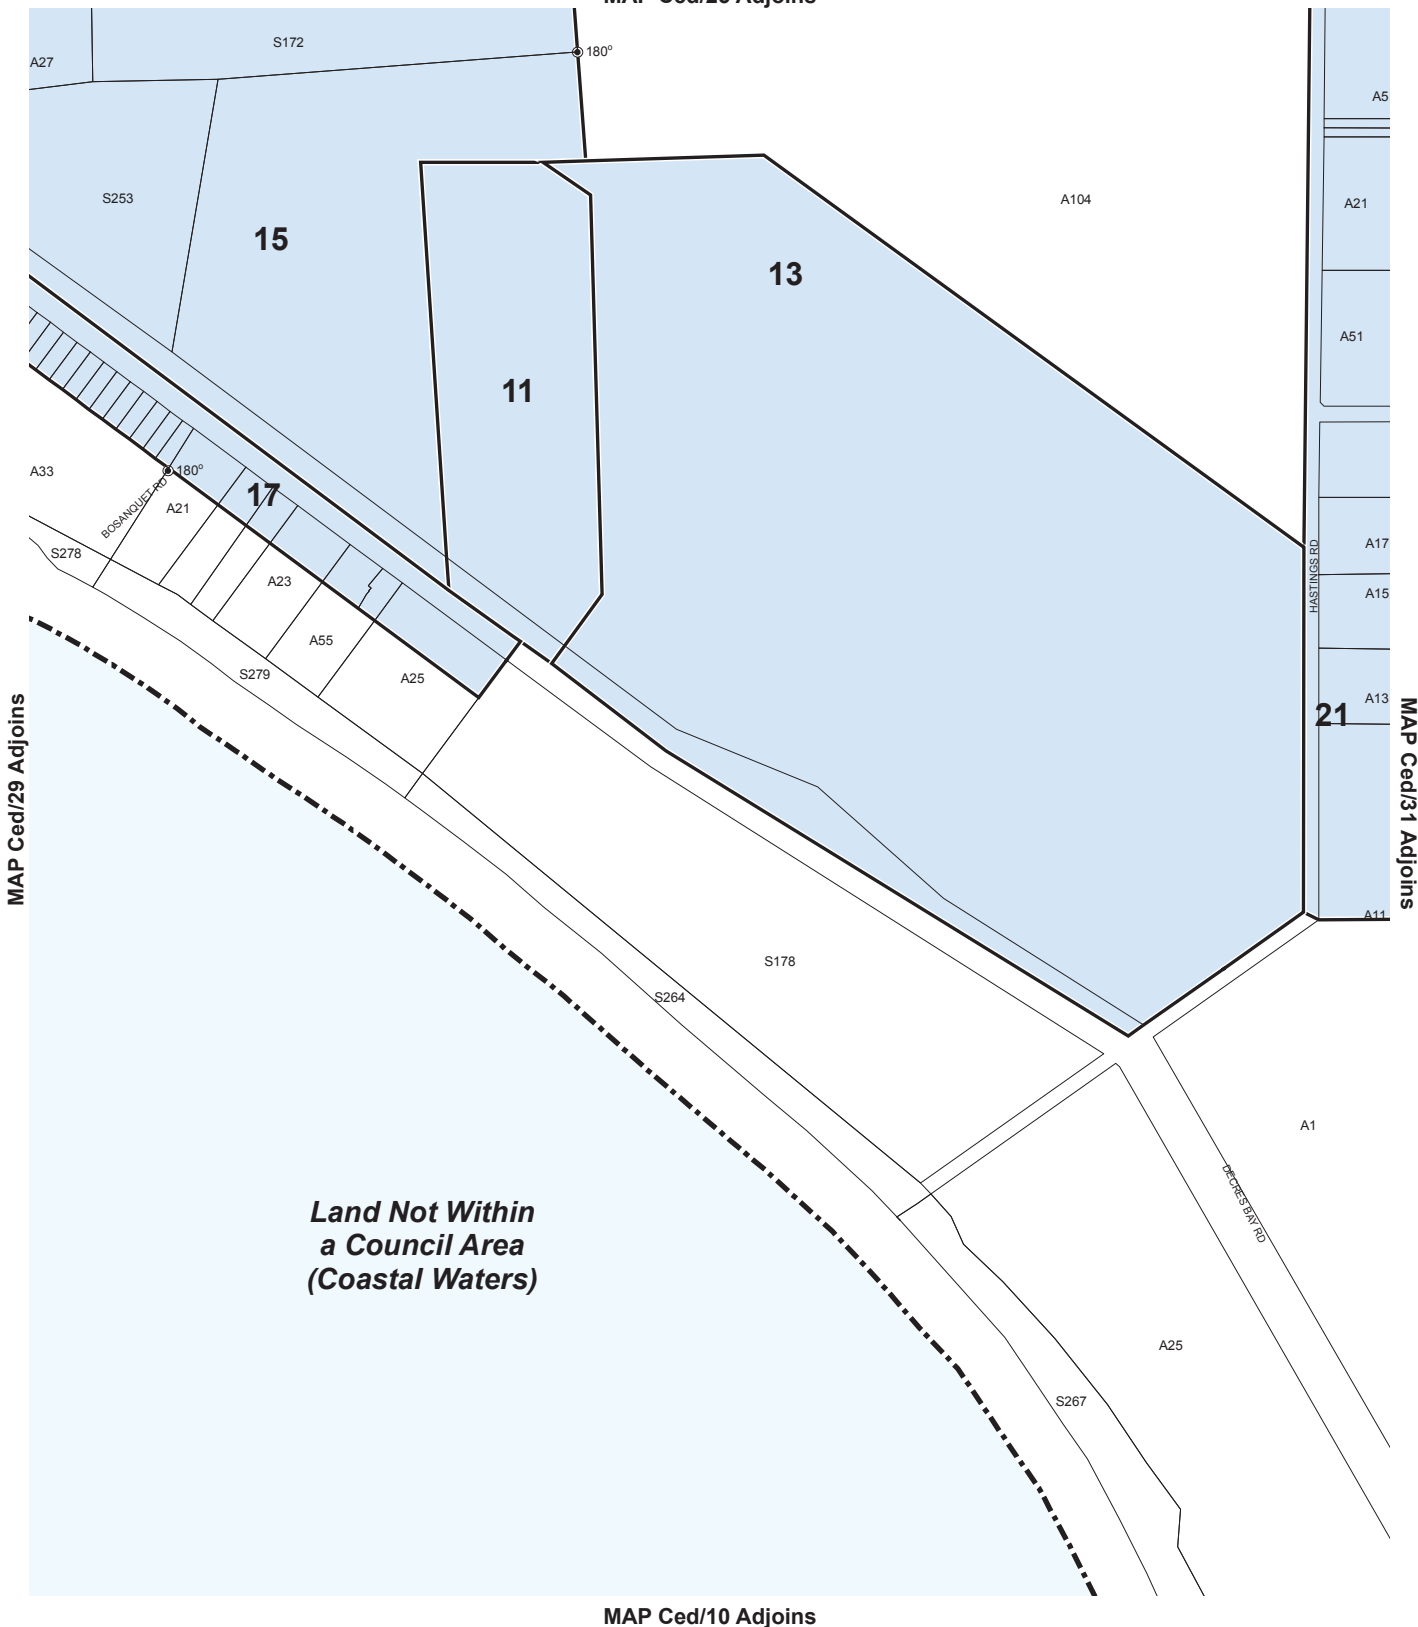 S172
180°
A27
A5
S253
A104
A21
15
13
A51
11
A33
180°
17
BOSANQUET RD
A21
S278
A23
HASTINGS RD
A17
A15
A55
S279
A25
A13
21
MAP Ced/29 Adjoins
MAP Ced/31 Adjoins
A11
S178
S264
A1
DECRES BAY RD
Land Not Within
a Council Area
(Coastal Waters)
A25
S267
MAP Ced/10 Adjoins